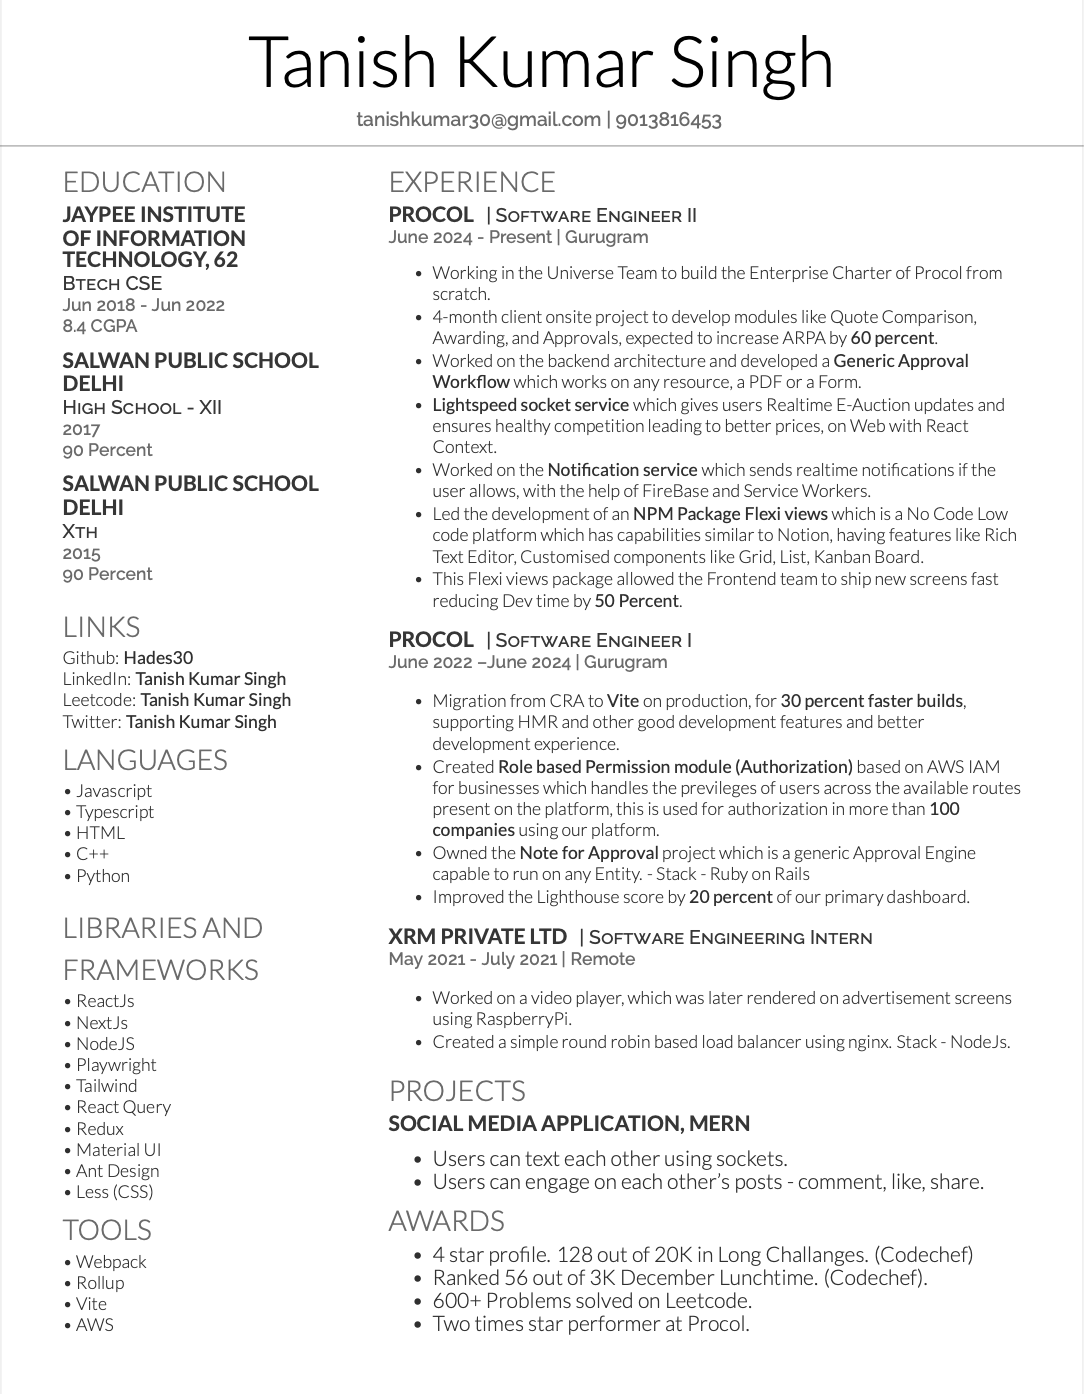 Tanish Kumar Singh
tanishkumar30@gmail.com | 9013816453
EDUCATION
JAYPEE INSTITUTE
OF INFORMATION
TECHNOLOGY, 62
Btech CSE
Jun 2018 - Jun 2022
8.4 CGPA
SALWAN PUBLIC SCHOOL
DELHI
High School - XII
2017
90 Percent
SALWAN PUBLIC SCHOOL
DELHI
Xth
2015
90 Percent
LINKS
Github: Hades30
LinkedIn: Tanish Kumar Singh
Leetcode: Tanish Kumar Singh
Twitter: Tanish Kumar Singh
LANGUAGES
• Javascript
• Typescript
• HTML
• C++
• Python
LIBRARIES AND
FRAMEWORKS
• ReactJs
• NextJs
• NodeJS
• Playwright
• Tailwind
• React Query
• Redux
• Material UI
• Ant Design
• Less (CSS)
TOOLS
• Webpack
• Rollup
• Vite
• AWS
EXPERIENCE
PROCOL | Software Engineer II
June 2024 - Present | Gurugram
• Working in the Universe Team to build the Enterprise Charter of Procol from
scratch.
• 4-month client onsite project to develop modules like Quote Comparison,
Awarding, and Approvals, expected to increase ARPA by 60 percent.
• Worked on the backend architecture and developed a Generic Approval
Workflow which works on any resource, a PDF or a Form.
• Lightspeed socket service which gives users Realtime E-Auction updates and
ensures healthy competition leading to better prices, on Web with React
Context.
• Worked on the Notification service which sends realtime notifications if the
user allows, with the help of FireBase and Service Workers.
• Led the development of an NPM Package Flexi views which is a No Code Low
code platform which has capabilities similar to Notion, having features like Rich
Text Editor, Customised components like Grid, List, Kanban Board.
• This Flexi views package allowed the Frontend team to ship new screens fast
reducing Dev time by 50 Percent.
PROCOL | Software Engineer I
June 2022 –June 2024 | Gurugram
• Migration from CRA to Vite on production, for 30 percent faster builds,
supporting HMR and other good development features and better
development experience.
• Created Role based Permission module (Authorization) based on AWS IAM
for businesses which handles the previleges of users across the available routes
present on the platform, this is used for authorization in more than 100
companies using our platform.
• Owned the Note for Approval project which is a generic Approval Engine
capable to run on any Entity. - Stack - Ruby on Rails
• Improved the Lighthouse score by 20 percent of our primary dashboard.
XRM PRIVATE LTD | Software Engineering Intern
May 2021 - July 2021 | Remote
• Worked on a video player, which was later rendered on advertisement screens
using RaspberryPi.
• Created a simple round robin based load balancer using nginx. Stack - NodeJs.
PROJECTS
SOCIAL MEDIA APPLICATION, MERN
• Users can text each other using sockets.
• Users can engage on each other’s posts - comment, like, share.
AWARDS
• 4 star profile. 128 out of 20K in Long Challanges. (Codechef)
• Ranked 56 out of 3K December Lunchtime. (Codechef).
• 600+ Problems solved on Leetcode.
• Two times star performer at Procol.